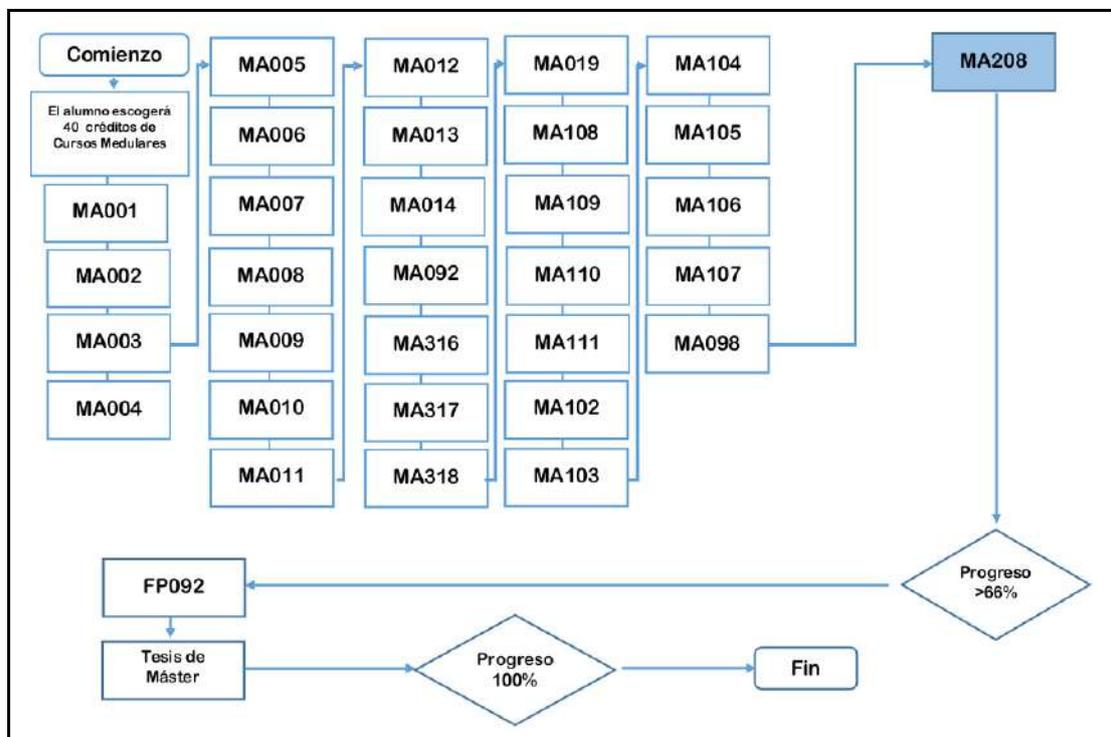 Comienzo
El alumno escogerá
40 créditos de
Cursos Medulares
MA001
MA002
MA003
MA004
MA005
MA006
MA007
MA008
MA009
MA010
MA011
MA012
MA013
MA014
MA092
MA316
MA317
MA318
MA019
MA108
MA109
MA110
MA111
MA102
MA103
MA104
MA105
MA106
MA107
MA098
MA208
Progreso
>66%
FP092
Tesis de
Máster
Progreso
100%
Fin